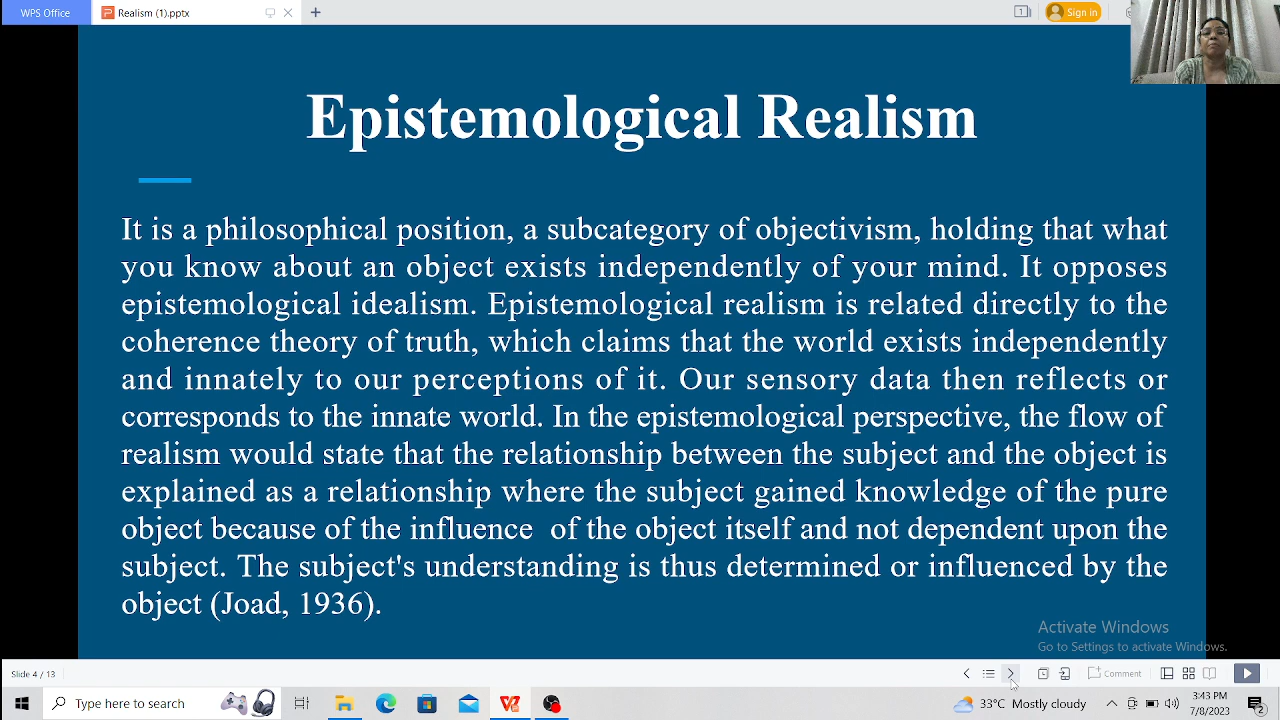 WPS Office
Realism (1).pptx
Sign in
Epistemological Realism
It is a philosophical position, a subcategory of objectivism, holding that what
you know about an object exists independently of your mind. It opposes
epistemological idealism. Epistemological realism is related directly to the
coherence theory of truth, which claims that the world exists independently
and innately to our perceptions of it. Our sensory data then reflects or
corresponds to the innate world. In the epistemological perspective, the flow of
realism would state that the relationship between the subject and the object is
explained as a relationship where the subject gained knowledge of the pure
object because of the influence of the object itself and not dependent upon the
subject. The subject's understanding is thus determined or influenced by the
object (Joad, 1936).
Activate Windows
Go to Settings to activate Windows.
Slide 4 / 13
Comment
Type here to search
33°C Mostly cloudy
7:43 PM
7/8/2023
2